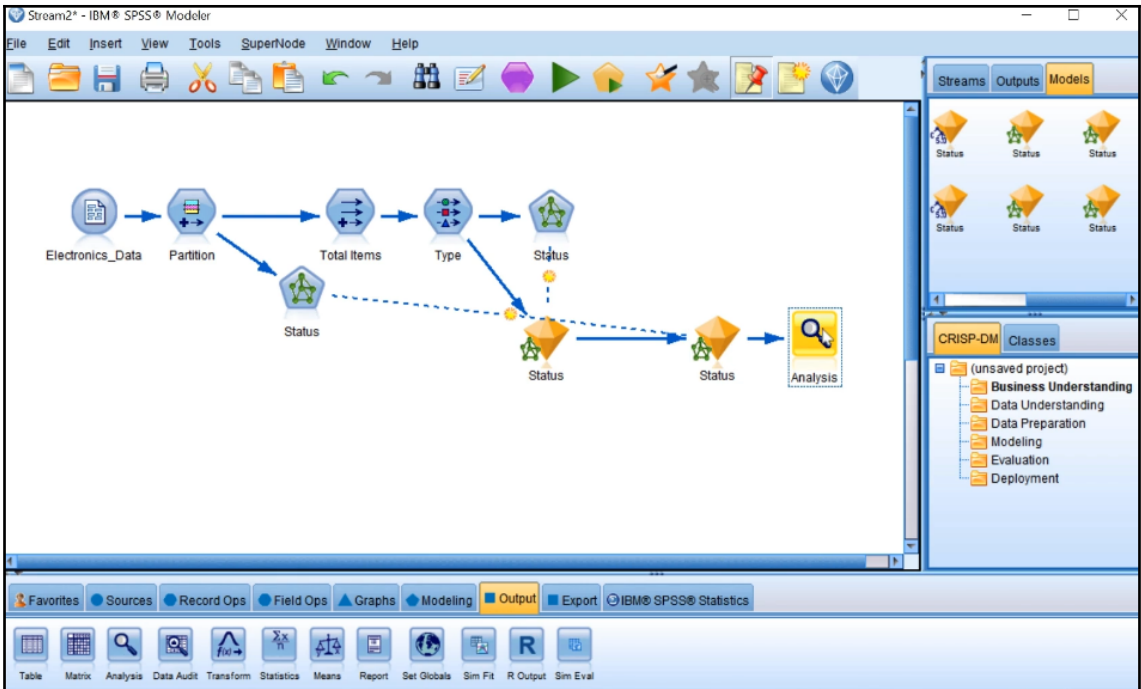 Stream2* - IBM® SPSS® Modeler
File Edit Insert View Tools SuperNode Window Help
Streams Outputs Models
Status Status Status
Status Status Status
Electronics_Data Partition Total Items Type Status
Status
Status Status Analysis
CRISP-DM Classes
(unsaved project)
Business Understanding
Data Understanding
Data Preparation
Modeling
Evaluation
Deployment
Favorites Sources Record Ops Field Ops Graphs Modeling Output Export IBM® SPSS® Statistics
Table Matrix Analysis Data Audit Transform Statistics Means Report Set Globals Sim Fit R Output Sim Eval